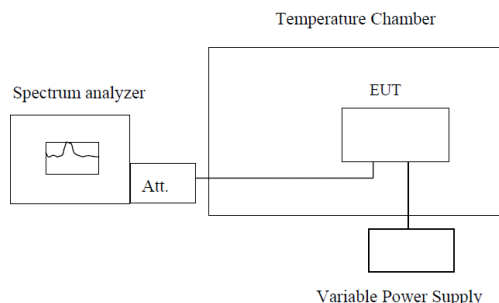 Temperature Chamber
Spectrum analyzer
EUT
Att.
Variable Power Supply